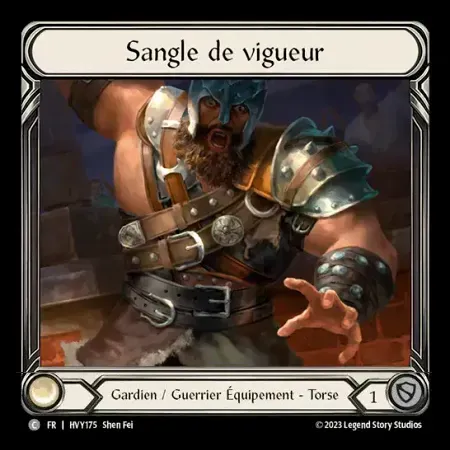 Sangle de vigueur
Gardien / Guerrier Équipement - Torse
1
C FR | HVY175 Shen Fei
© 2023 Legend Story Studios